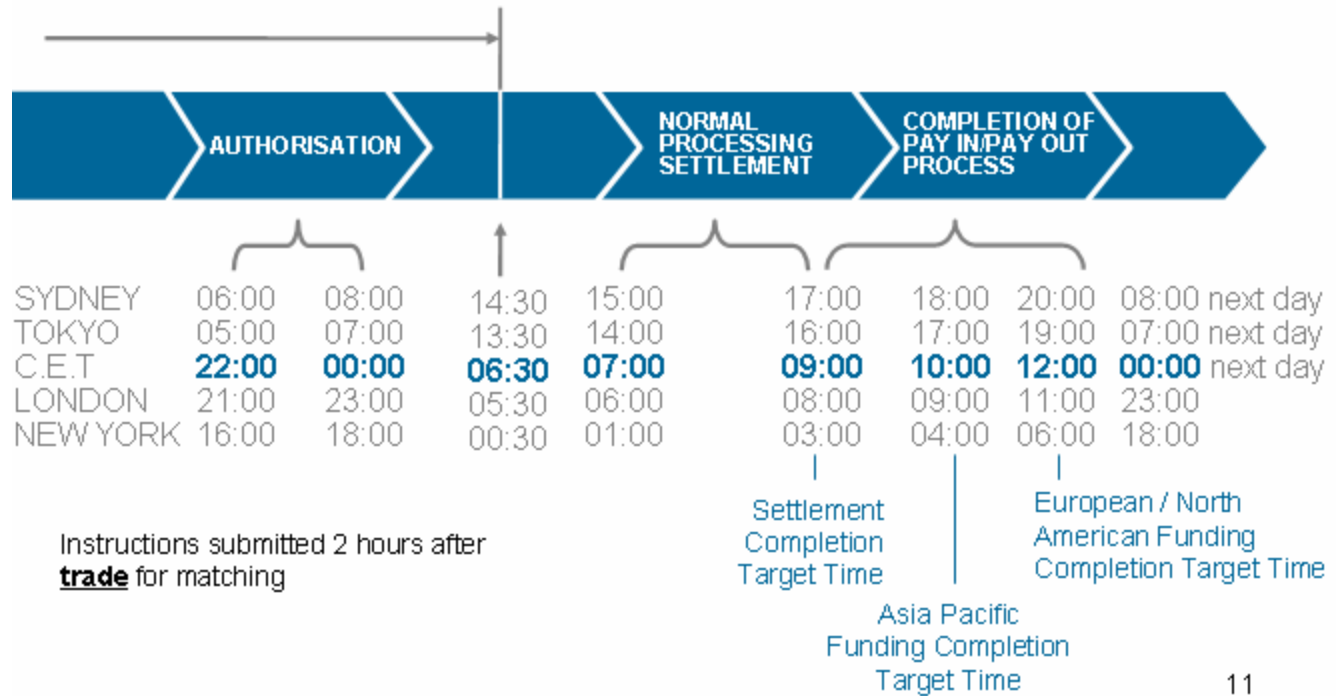 AUTHORISATION
NORMAL
PROCESSING
SETTLEMENT
COMPLETION OF
PAY IN/PAY OUT
PROCESS
SYDNEY 06:00 08:00 14:30 15:00 17:00 18:00 20:00 08:00 next day
TOKYO 05:00 07:00 13:30 14:00 16:00 17:00 19:00 07:00 next day
C.E.T 22:00 00:00 06:30 07:00 09:00 10:00 12:00 00:00 next day
LONDON 21:00 23:00 05:30 06:00 08:00 09:00 11:00 23:00
NEW YORK 16:00 18:00 00:30 01:00 03:00 04:00 06:00 18:00
Settlement
Completion
Target Time
European / North
American Funding
Completion Target Time
Instructions submitted 2 hours after
trade for matching
Asia Pacific
Funding Completion
Target Time
11